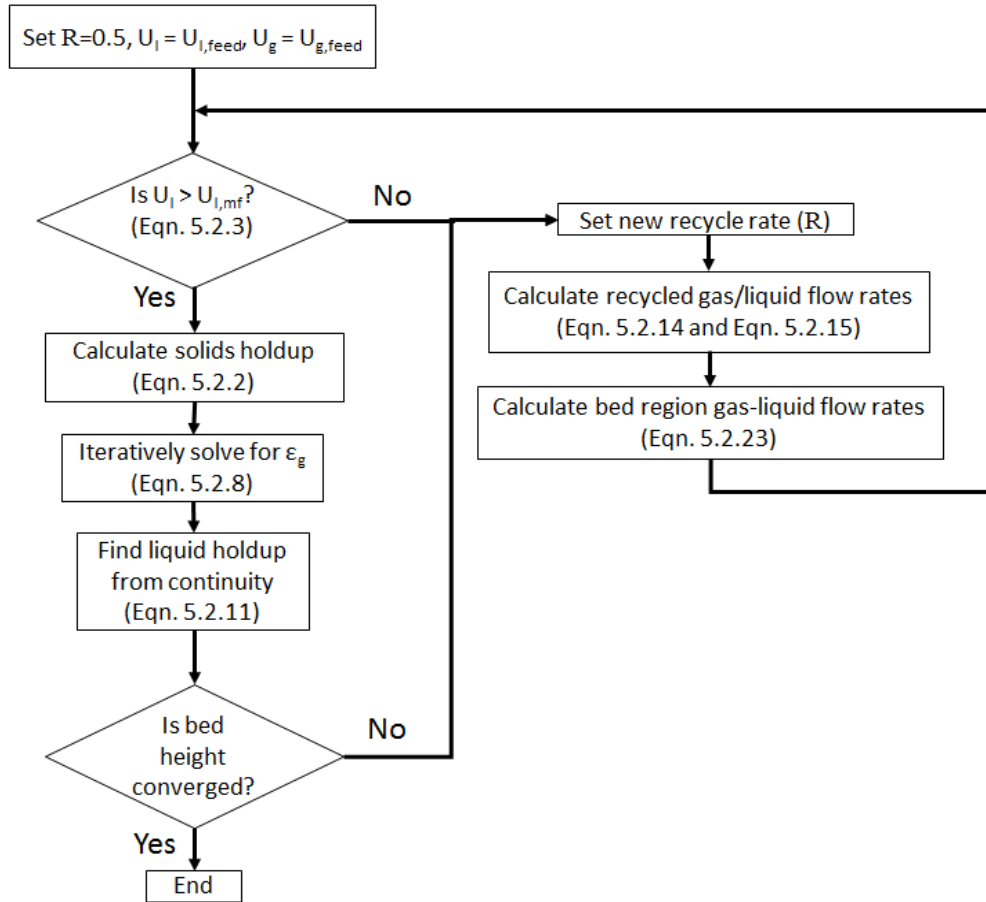 Set R=0.5, Uₗ = Uₗ,feed, Ug = Ug,feed
Is Uₗ > Uₗ,mf?
(Eqn. 5.2.3)
No
Yes
Set new recycle rate (R)
Calculate recycled gas/liquid flow rates
(Eqn. 5.2.14 and Eqn. 5.2.15)
Calculate bed region gas-liquid flow rates
(Eqn. 5.2.23)
Calculate solids holdup
(Eqn. 5.2.2)
Iteratively solve for εg
(Eqn. 5.2.8)
Find liquid holdup
from continuity
(Eqn. 5.2.11)
Is bed
height
converged?
No
Yes
End